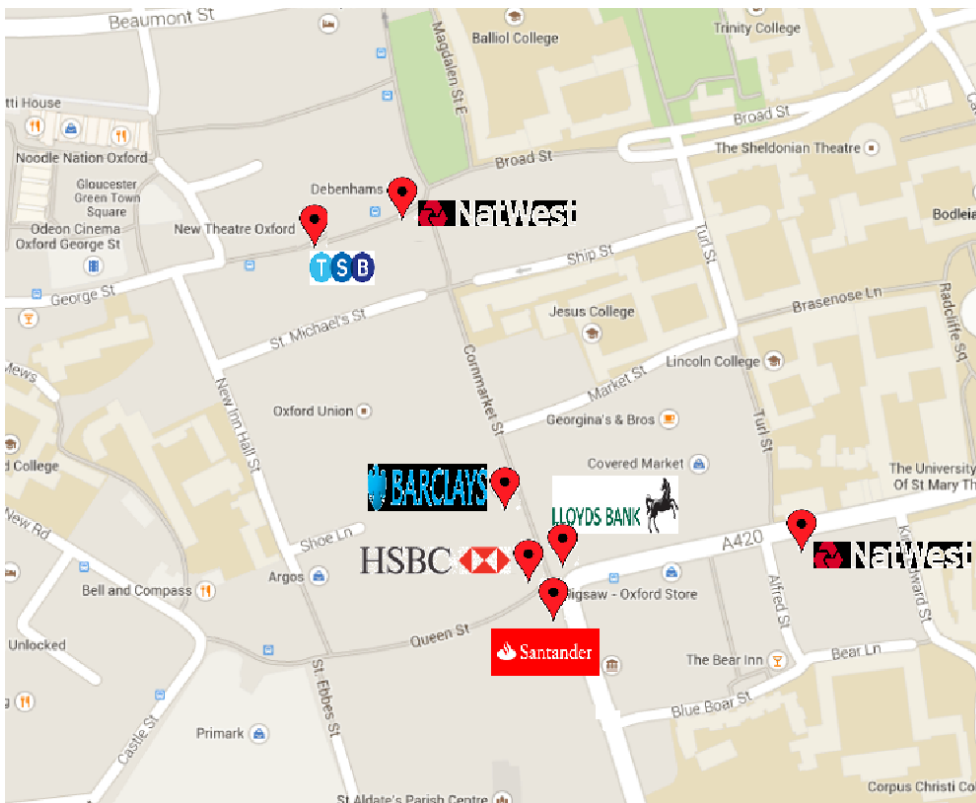 Beaumont St
Balliol College
Trinity College
Magdalen St E
Broad St
tti House
The Sheldonian Theatre
Noodle Nation Oxford
Broad St
Gloucester
Green Town
Square
Debenhams
NatWest
Odeon Cinema
Oxford George St
New Theatre Oxford
Bodleia
TSB
Turl St
Ship St
George St
St. Michael's St
Jesus College
Brasenose Ln
Radcliffe Sq
Mews
Cornmarket St
Market St
Lincoln College
New Inn Hall St
Oxford Union
Georgina's & Bros
Turl St
d College
Covered Market
The University
Of St Mary Th
BARCLAYS
LLOYDS BANK
New Rd
Shoe Ln
A420
HSBC
NatWest
Argos
Bell and Compass
Jigsaw - Oxford Store
Alfred St
King Edward St
Queen St
Unlocked
Santander
The Bear Inn
Bear Ln
St. Ebbes St
Blue Boar St
Castle St
Primark
St Aldate's Parish Centre
Corpus Christi Co